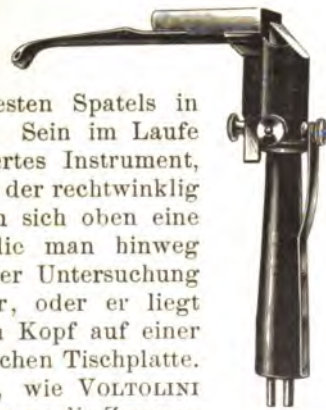 esten Spatels in
Sein im Laufe
ertes Instrument,
der rechtwinklig
sich oben eine
man hinweg
er Untersuchung
r, oder er liegt
Kopf auf einer
chen Tischplatte.
, wie VOLTOLINI